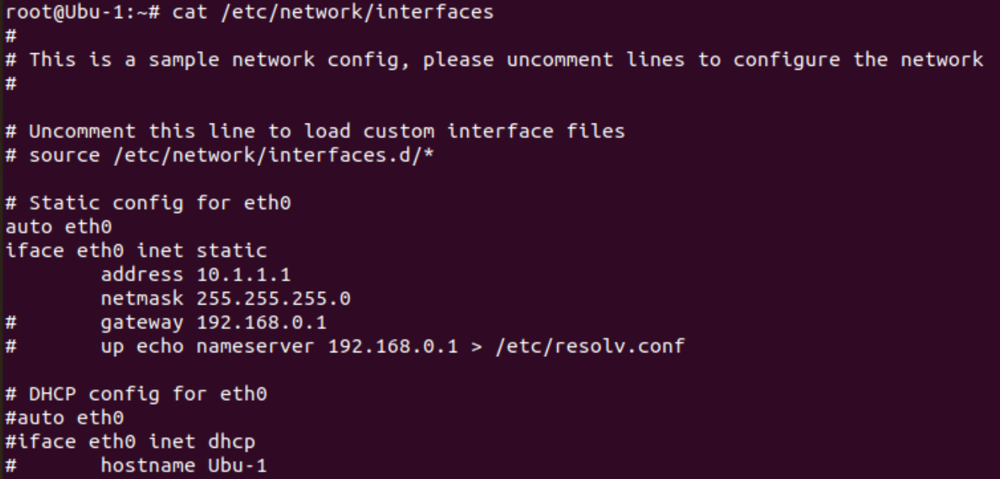 root@Ubu-1:~# cat /etc/network/interfaces
#
# This is a sample network config, please uncomment lines to configure the network
#

# Uncomment this line to load custom interface files
# source /etc/network/interfaces.d/*

# Static config for eth0
auto eth0
iface eth0 inet static
        address 10.1.1.1
        netmask 255.255.255.0
#       gateway 192.168.0.1
#       up echo nameserver 192.168.0.1 > /etc/resolv.conf

# DHCP config for eth0
#auto eth0
#iface eth0 inet dhcp
#       hostname Ubu-1